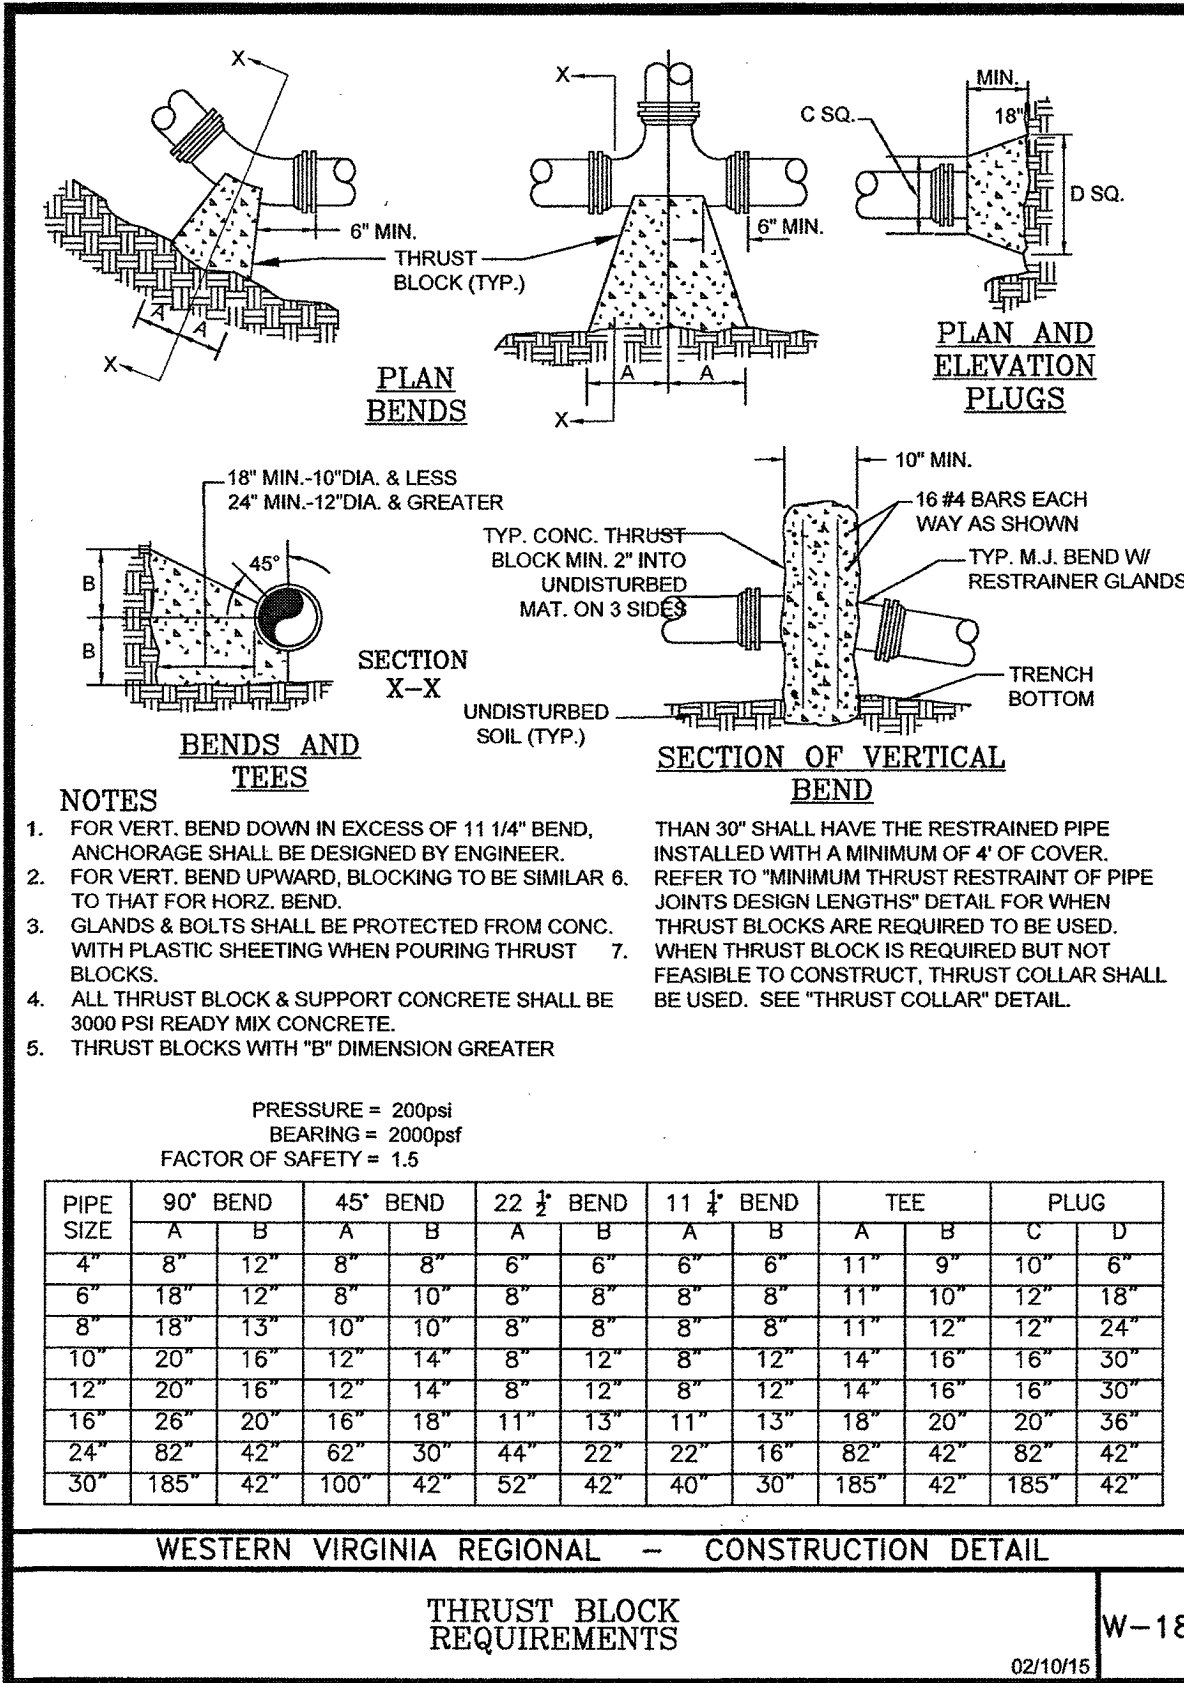 X
X
6" MIN.
THRUST
BLOCK (TYP.)
A
A
X
PLAN
BENDS
X
6" MIN.
A
A
X
MIN.
18"
C SQ.
D SQ.
PLAN AND
ELEVATION
PLUGS
18" MIN.-10"DIA. & LESS
24" MIN.-12"DIA. & GREATER
45°
B
B
SECTION
X-X
BENDS AND
TEES
10" MIN.
16 #4 BARS EACH
WAY AS SHOWN
TYP. CONC. THRUST
BLOCK MIN. 2" INTO
UNDISTURBED
MAT. ON 3 SIDES
TYP. M.J. BEND W/
RESTRAINER GLANDS
TRENCH
BOTTOM
UNDISTURBED
SOIL (TYP.)
SECTION OF VERTICAL
BEND
NOTES
1. FOR VERT. BEND DOWN IN EXCESS OF 11 1/4" BEND,
ANCHORAGE SHALL BE DESIGNED BY ENGINEER.
2. FOR VERT. BEND UPWARD, BLOCKING TO BE SIMILAR
TO THAT FOR HORZ. BEND.
3. GLANDS & BOLTS SHALL BE PROTECTED FROM CONC.
WITH PLASTIC SHEETING WHEN POURING THRUST
BLOCKS.
4. ALL THRUST BLOCK & SUPPORT CONCRETE SHALL BE
3000 PSI READY MIX CONCRETE.
5. THRUST BLOCKS WITH "B" DIMENSION GREATER
THAN 30" SHALL HAVE THE RESTRAINED PIPE
INSTALLED WITH A MINIMUM OF 4' OF COVER.
6. REFER TO "MINIMUM THRUST RESTRAINT OF PIPE
JOINTS DESIGN LENGTHS" DETAIL FOR WHEN
THRUST BLOCKS ARE REQUIRED TO BE USED.
7. WHEN THRUST BLOCK IS REQUIRED BUT NOT
FEASIBLE TO CONSTRUCT, THRUST COLLAR SHALL
BE USED. SEE "THRUST COLLAR" DETAIL.
PRESSURE = 200psi
BEARING = 2000psf
FACTOR OF SAFETY = 1.5
PIPE SIZE 90° BEND 45° BEND 22 1/2° BEND 11 1/4° BEND TEE PLUG
A B A B A B A B A B C D
4" 8" 12" 8" 8" 6" 6" 6" 6" 11" 9" 10" 6"
6" 18" 12" 8" 10" 8" 8" 8" 8" 11" 10" 12" 18"
8" 18" 13" 10" 10" 8" 8" 8" 8" 11" 12" 12" 24"
10" 20" 16" 12" 14" 8" 12" 8" 12" 14" 16" 16" 30"
12" 20" 16" 12" 14" 8" 12" 8" 12" 14" 16" 16" 30"
16" 26" 20" 16" 18" 11" 13" 11" 13" 18" 20" 20" 36"
24" 82" 42" 62" 30" 44" 22" 22" 16" 82" 42" 82" 42"
30" 185" 42" 100" 42" 52" 42" 40" 30" 185" 42" 185" 42"
WESTERN VIRGINIA REGIONAL - CONSTRUCTION DETAIL
THRUST BLOCK
REQUIREMENTS
W-18
02/10/15